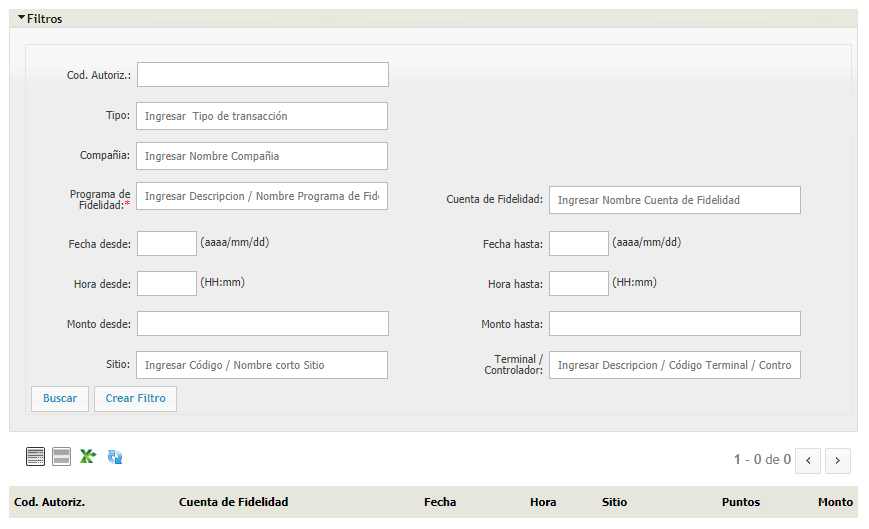 Filtros
Cod. Autoriz.:
Tipo: Ingresar Tipo de transacción
Compañia: Ingresar Nombre Compañia
Programa de
Fidelidad:* Ingresar Descripcion / Nombre Programa de Fide
Cuenta de Fidelidad: Ingresar Nombre Cuenta de Fidelidad
Fecha desde: (aaaa/mm/dd) Fecha hasta: (aaaa/mm/dd)
Hora desde: (HH:mm) Hora hasta: (HH:mm)
Monto desde: Monto hasta:
Sitio: Ingresar Código / Nombre corto Sitio
Terminal /
Controlador: Ingresar Descripcion / Código Terminal / Contro
Buscar Crear Filtro
1 - 0 de 0
Cod. Autoriz. Cuenta de Fidelidad Fecha Hora Sitio Puntos Monto